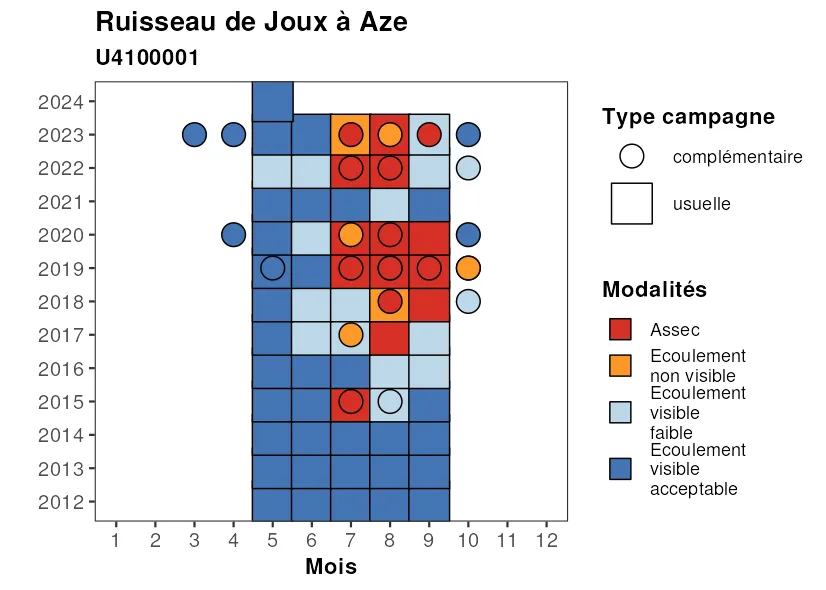 Ruisseau de Joux à Aze
U4100001
2024
2023
2022
2021
2020
2019
2018
2017
2016
2015
2014
2013
2012
1 2 3 4 5 6 7 8 9 10 11 12
Mois
Type campagne
complémentaire
usuelle
Modalités
Assec
Ecoulement
non visible
Ecoulement
visible
faible
Ecoulement
visible
acceptable